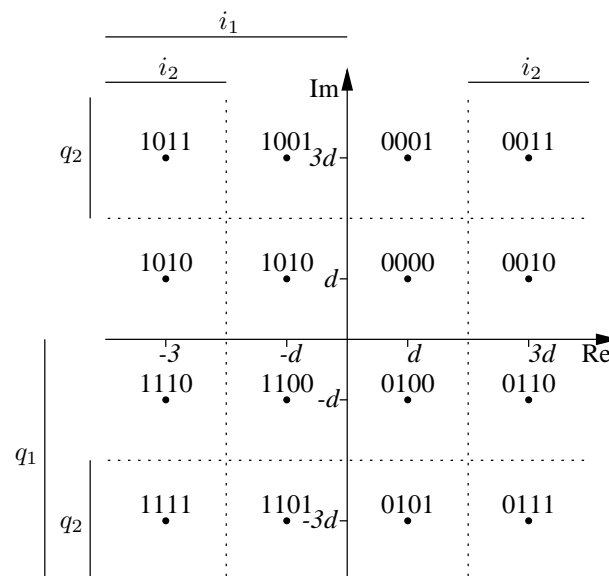 i₁
i₂ i₂
Im
1011 1001 0001 0011
q₂ 3d
1010 1010 0000 0010
d
-3 -d d 3d Re
1110 1100 0100 0110
-d
q₁
1111 1101 0101 0111
q₂ -3d